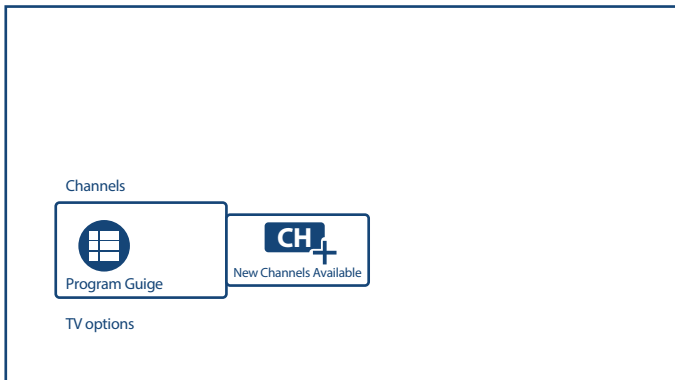 Channels
CH
Program Guige
New Channels Available
TV options